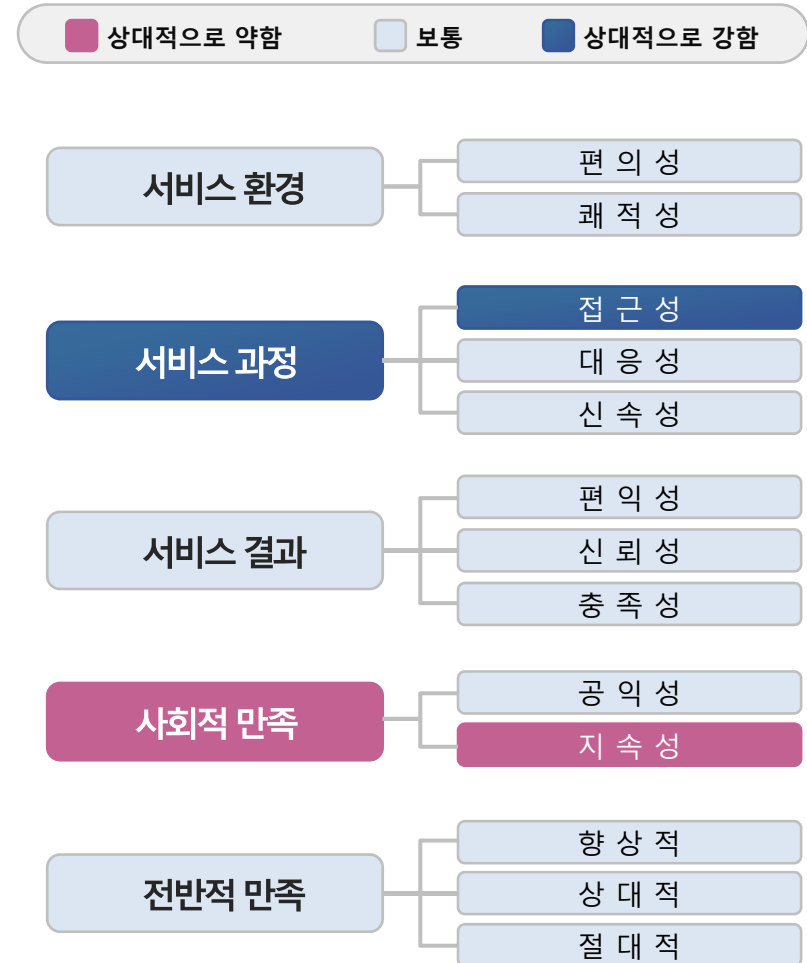 상대적으로 약함 보통 상대적으로 강함
서비스 환경
편 의 성
쾌 적 성
서비스 과정
접 근 성
대 응 성
신 속 성
서비스 결과
편 익 성
신 뢰 성
충 족 성
사회적 만족
공 익 성
지 속 성
전반적 만족
향 상 적
상 대 적
절 대 적